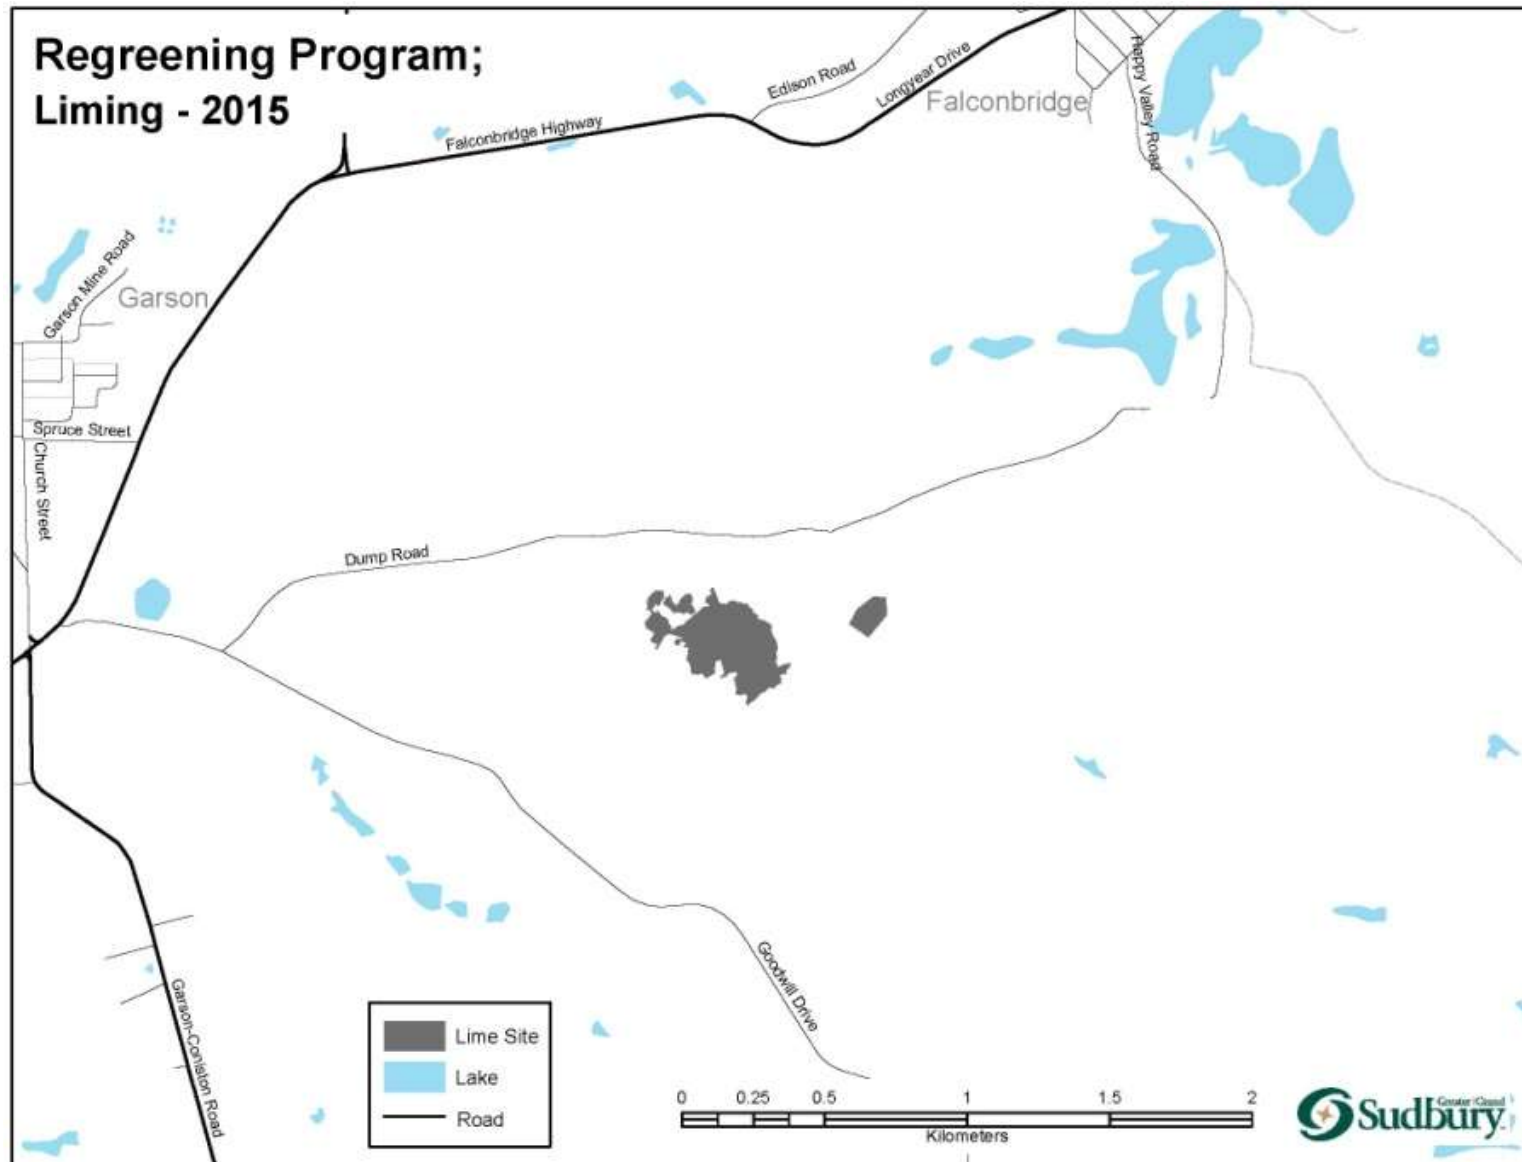 Regreening Program;
Liming - 2015
Edison Road
Longyear Drive
Falconbridge
Happy Valley Road
Falconbridge Highway
Garson Mine Road
Garson
Spruce Street
Church Street
Dump Road
Goodwill Drive
Garson-Coniston Road
Lime Site
Lake
Road
0 0.25 0.5 1 1.5 2
Kilometers
Greater | Grand
Sudbury